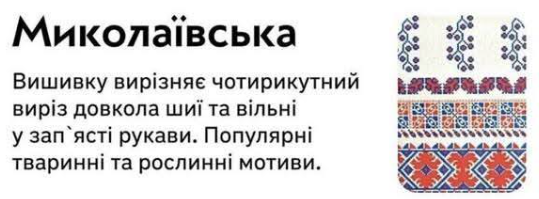 Миколаївська
Вишивку вирізняє чотирикутний
виріз довкола шиї та вільні
у зап`ясті рукави. Популярні
тваринні та рослинні мотиви.